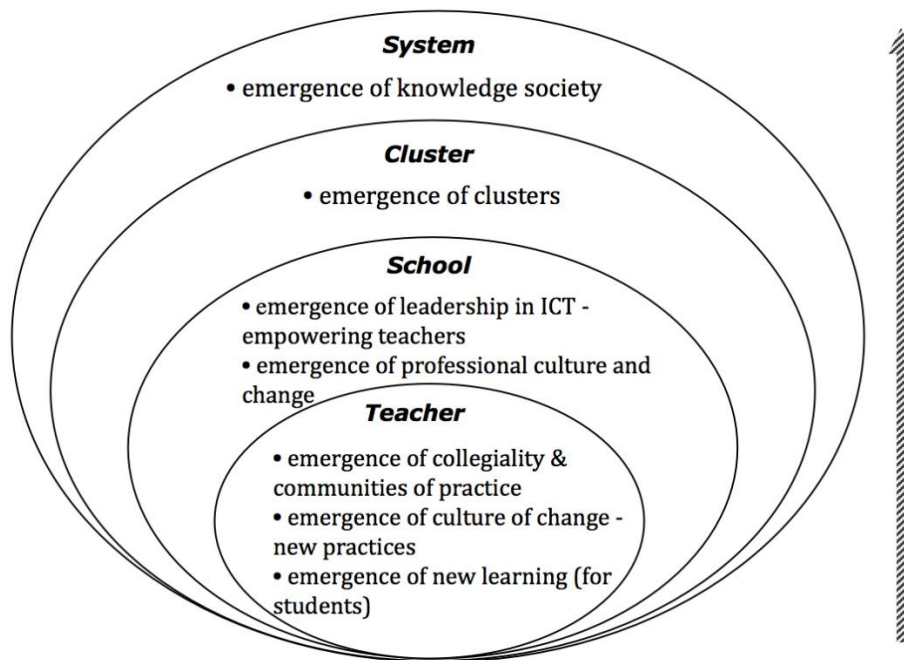 System
• emergence of knowledge society
Cluster
• emergence of clusters
School
• emergence of leadership in ICT -
empowering teachers
• emergence of professional culture and
change
Teacher
• emergence of collegiality &
communities of practice
• emergence of culture of change -
new practices
• emergence of new learning (for
students)